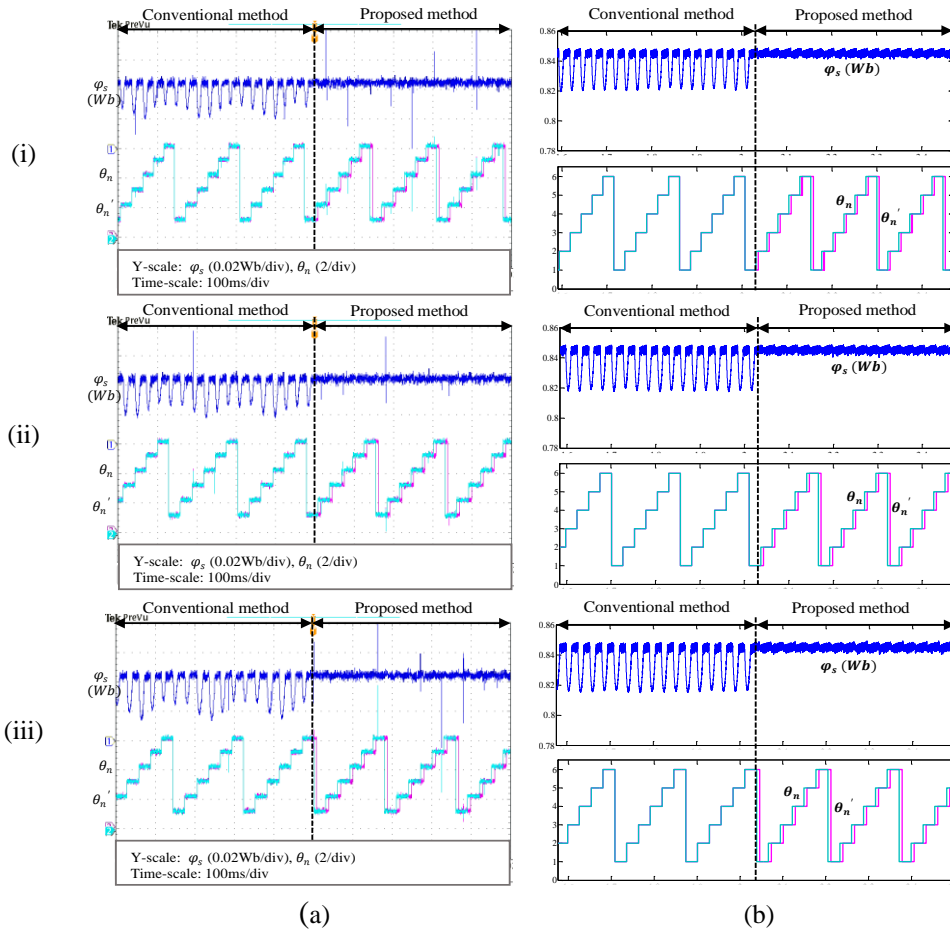 (i)
Conventional method
Proposed method
Tek PreVu
φs
(Wb)
1
θn
θn'
2
Y-scale: φs (0.02Wb/div), θn (2/div)
Time-scale: 100ms/div
Conventional method
Proposed method
0.86
0.84
0.82
0.8
0.78
φs (Wb)
6
5
4
3
2
1
0
θn
θn'
(ii)
Conventional method
Proposed method
Tek PreVu
φs
(Wb)
1
θn
θn'
Y-scale: φs (0.02Wb/div), θn (2/div)
Time-scale: 100ms/div
Conventional method
Proposed method
0.86
0.84
0.82
0.8
0.78
φs (Wb)
6
5
4
3
2
1
0
θn
θn'
(iii)
Conventional method
Proposed method
Tek PreVu
φs
(Wb)
1
θn
θn'
Y-scale: φs (0.02Wb/div), θn (2/div)
Time-scale: 100ms/div
Conventional method
Proposed method
0.86
0.84
0.82
0.8
0.78
φs (Wb)
6
5
4
3
2
1
0
θn
θn'
(a)
(b)